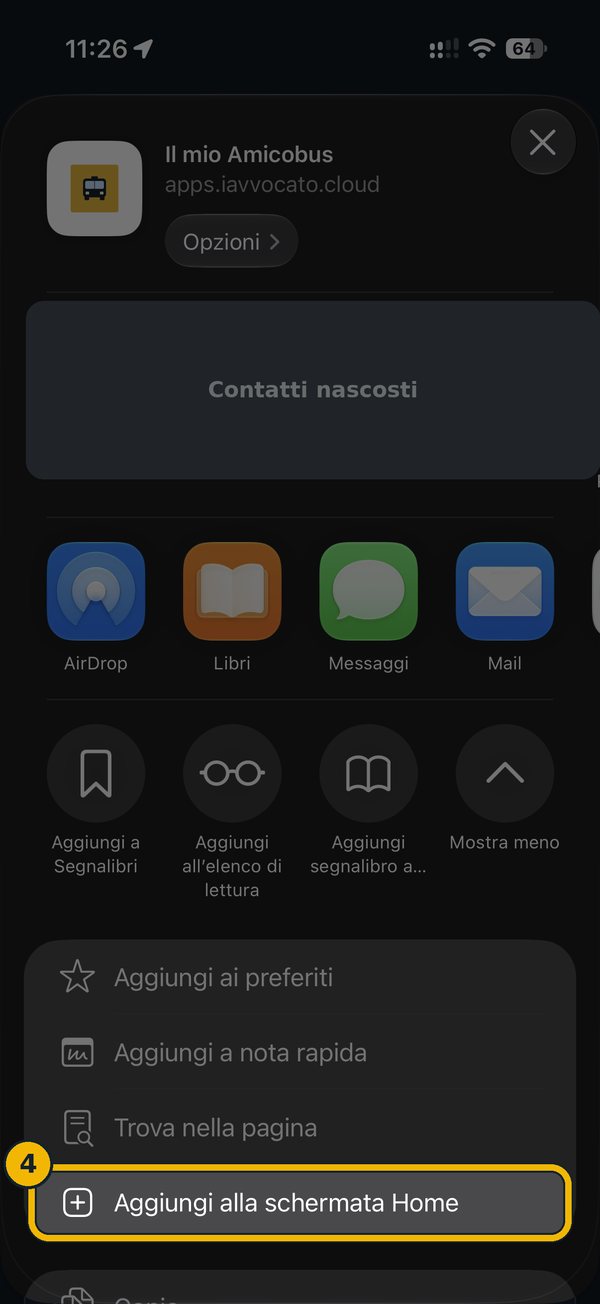 11:26
64
Il mio Amicobus
apps.iavvocato.cloud
Opzioni
Contatti nascosti
AirDrop
Libri
Messaggi
Mail
Aggiungi a
Segnalibri
Aggiungi
all'elenco di
lettura
Aggiungi
segnalibro a...
Mostra meno
Aggiungi ai preferiti
Aggiungi a nota rapida
Trova nella pagina
4
Aggiungi alla schermata Home